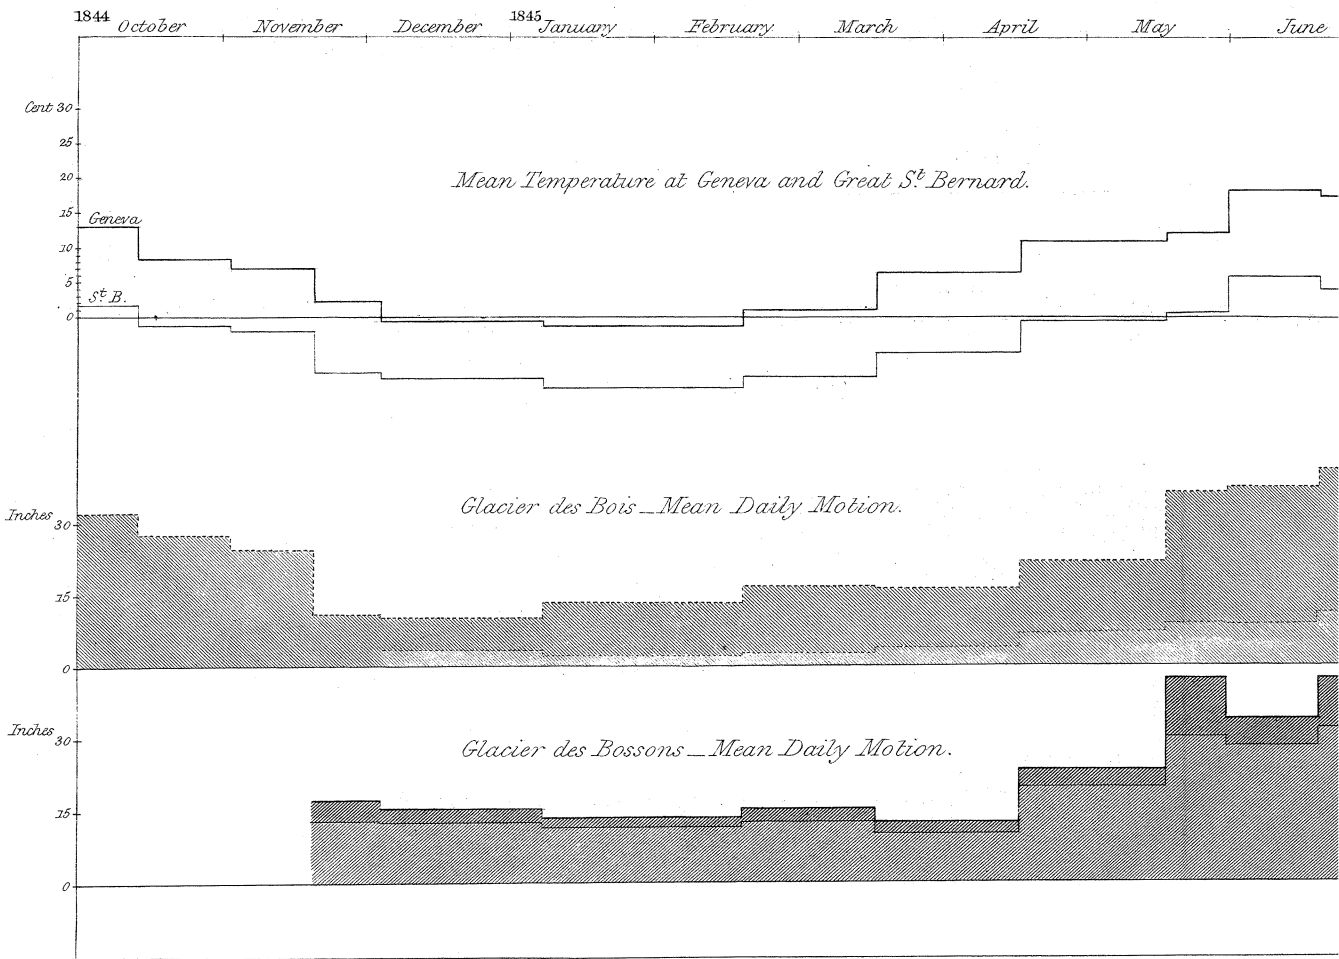 1844 1845
October November December January February March April May June
Cent 30
25
20
Mean Temperature at Geneva and Great St. Bernard.
15
Geneva
10
5
St. B.
0
Glacier des Bois _ Mean Daily Motion.
Inches
30
15
0
Inches
30
Glacier des Bossons _ Mean Daily Motion.
15
0